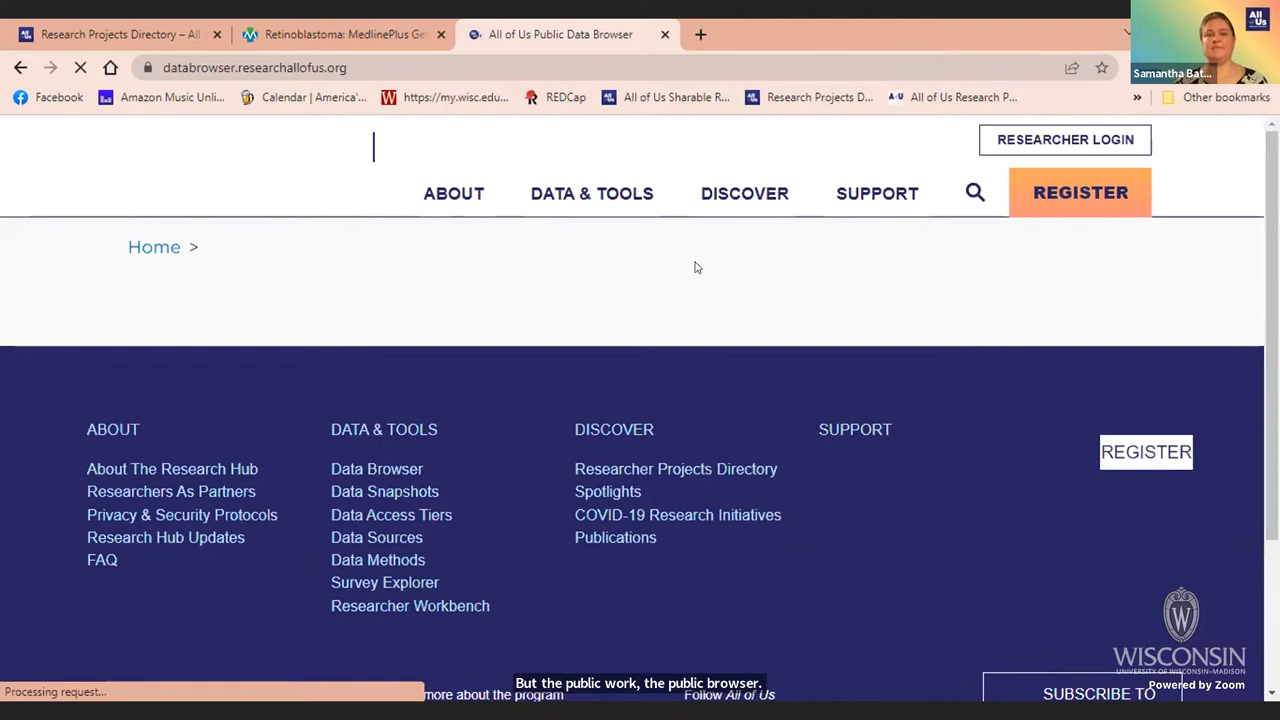 Research Projects Directory – All
Retinoblastoma: MedlinePlus Ge
All of Us Public Data Browser
All of Us
Samantha Bat...
databrowser.researchallofus.org
Facebook
Amazon Music Unli...
Calendar | America'...
https://my.wisc.edu...
REDCap
All of Us Sharable R...
Research Projects D...
All of Us Research P...
Other bookmarks
RESEARCHER LOGIN
ABOUT
DATA & TOOLS
DISCOVER
SUPPORT
REGISTER
Home >
ABOUT
About The Research Hub
Researchers As Partners
Privacy & Security Protocols
Research Hub Updates
FAQ
DATA & TOOLS
Data Browser
Data Snapshots
Data Access Tiers
Data Sources
Data Methods
Survey Explorer
Researcher Workbench
DISCOVER
Researcher Projects Directory
Spotlights
COVID-19 Research Initiatives
Publications
SUPPORT
REGISTER
W
WISCONSIN
UNIVERSITY OF WISCONSIN–MADISON
Powered by Zoom
But the public work, the public browser.
Processing request...
more about the program
Follow All of Us
SUBSCRIBE TO